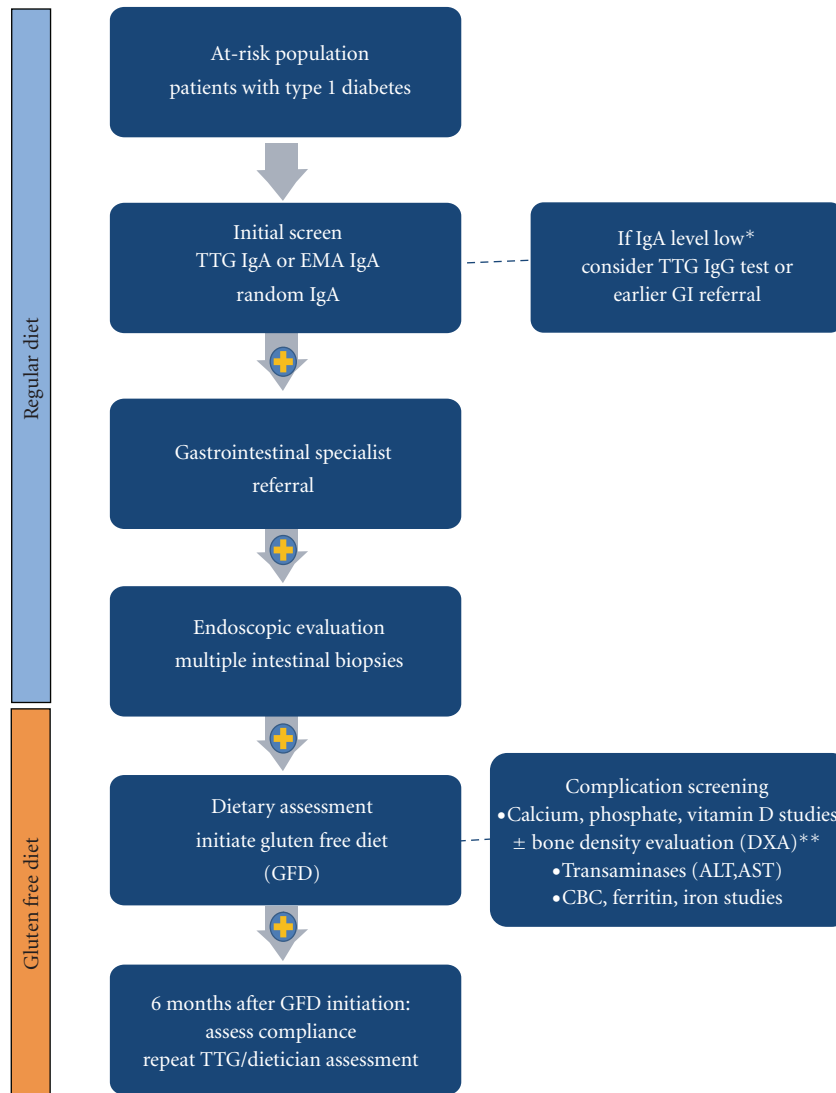 At-risk population
patients with type 1 diabetes
Initial screen
TTG IgA or EMA IgA
random IgA
If IgA level low*
consider TTG IgG test or
earlier GI referral
Regular diet
Gastrointestinal specialist
referral
Endoscopic evaluation
multiple intestinal biopsies
Dietary assessment
initiate gluten free diet
(GFD)
Complication screening
•Calcium, phosphate, vitamin D studies
± bone density evaluation (DXA)**
•Transaminases (ALT,AST)
•CBC, ferritin, iron studies
Gluten free diet
6 months after GFD initiation:
assess compliance
repeat TTG/dietician assessment